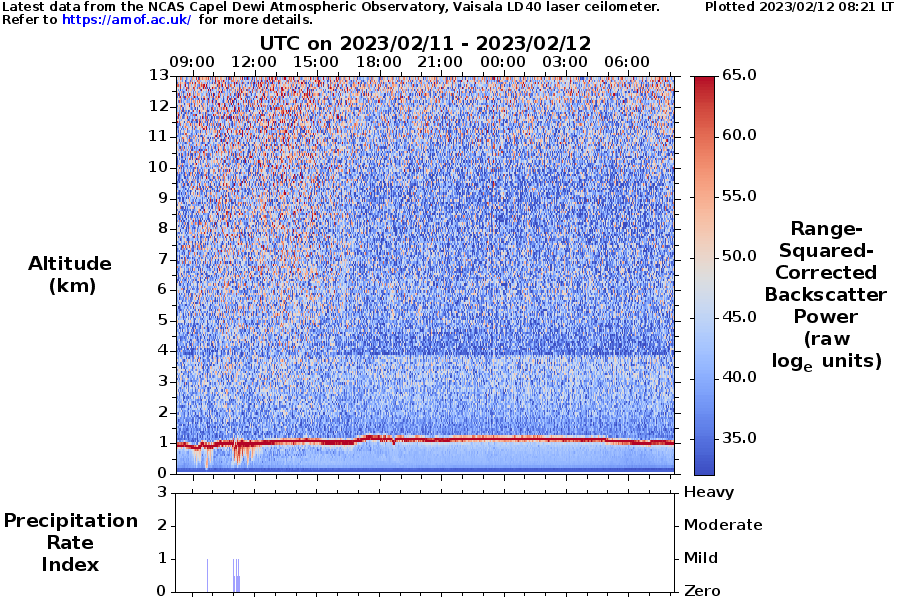 Latest data from the NCAS Capel Dewi Atmospheric Observatory, Vaisala LD40 laser ceilometer. Plotted 2023/02/12 08:21 LT
Refer to https://amof.ac.uk/ for more details.
UTC on 2023/02/11 - 2023/02/12
09:00 11:00 12:00 15:00 18:00 21:00 00:00 03:00 06:00
13
12
11
10
9
8
7
6
5
4
3
2
1
0
Altitude
(km)
65.0
60.0
55.0
50.0
45.0
40.0
35.0
Range-
Squared-
Corrected
Backscatter
Power
(raw
loge units)
Precipitation
Rate
Index
3
2
1
0
Heavy
Moderate
Mild
Zero